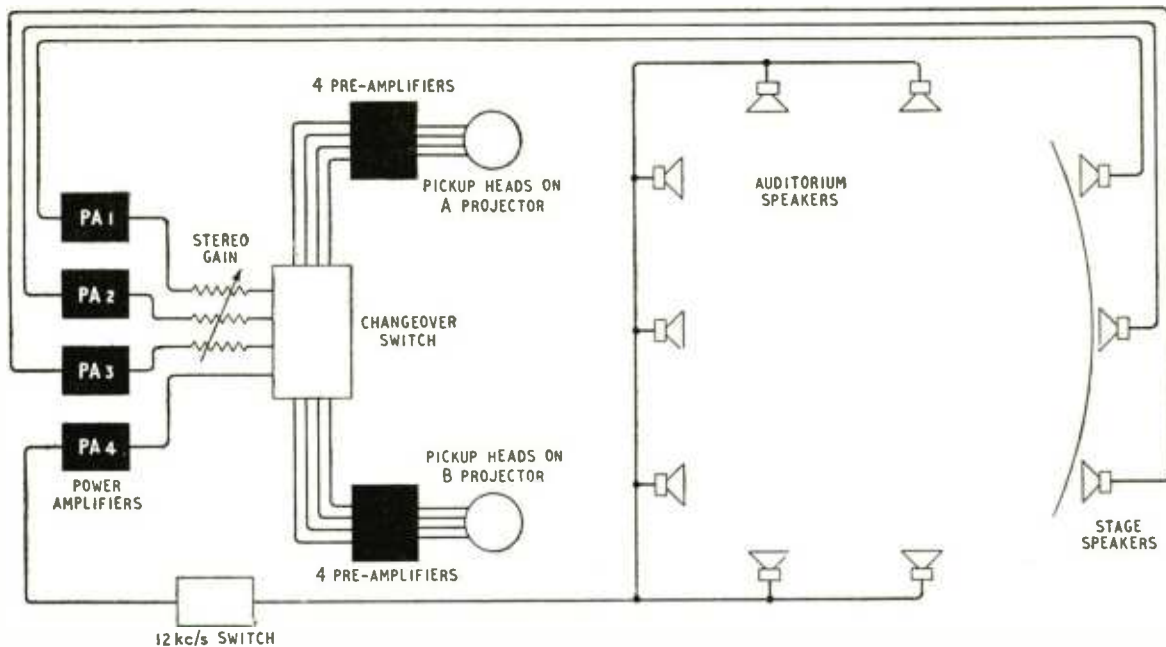 4 PRE-AMPLIFIERS
PICKUP HEADS ON
A PROJECTOR
AUDITORIUM
SPEAKERS
PA 1
STEREO
GAIN
PA 2
CHANGEOVER
SWITCH
PA 3
PA 4
POWER
AMPLIFIERS
PICKUP HEADS ON
B PROJECTOR
STAGE
SPEAKERS
4 PRE-AMPLIFIERS
12 kc/s SWITCH